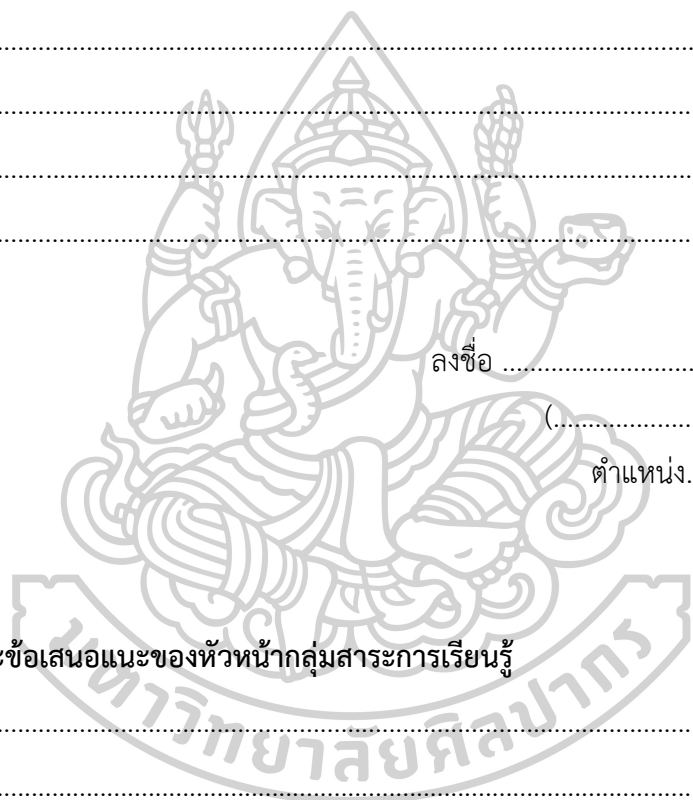 ........................................................................ ............................
....................................................................................................
....................................................................................................
....................................................................................................
ลงชื่อ ............................
(....................
ตำแหน่ง.
ข้อเสนอแนะของหัวหน้ากลุ่มสาระการเรียนรู้
....................................................................................................
มหาวิทยาลัยศิลปากร
....................................................................................................